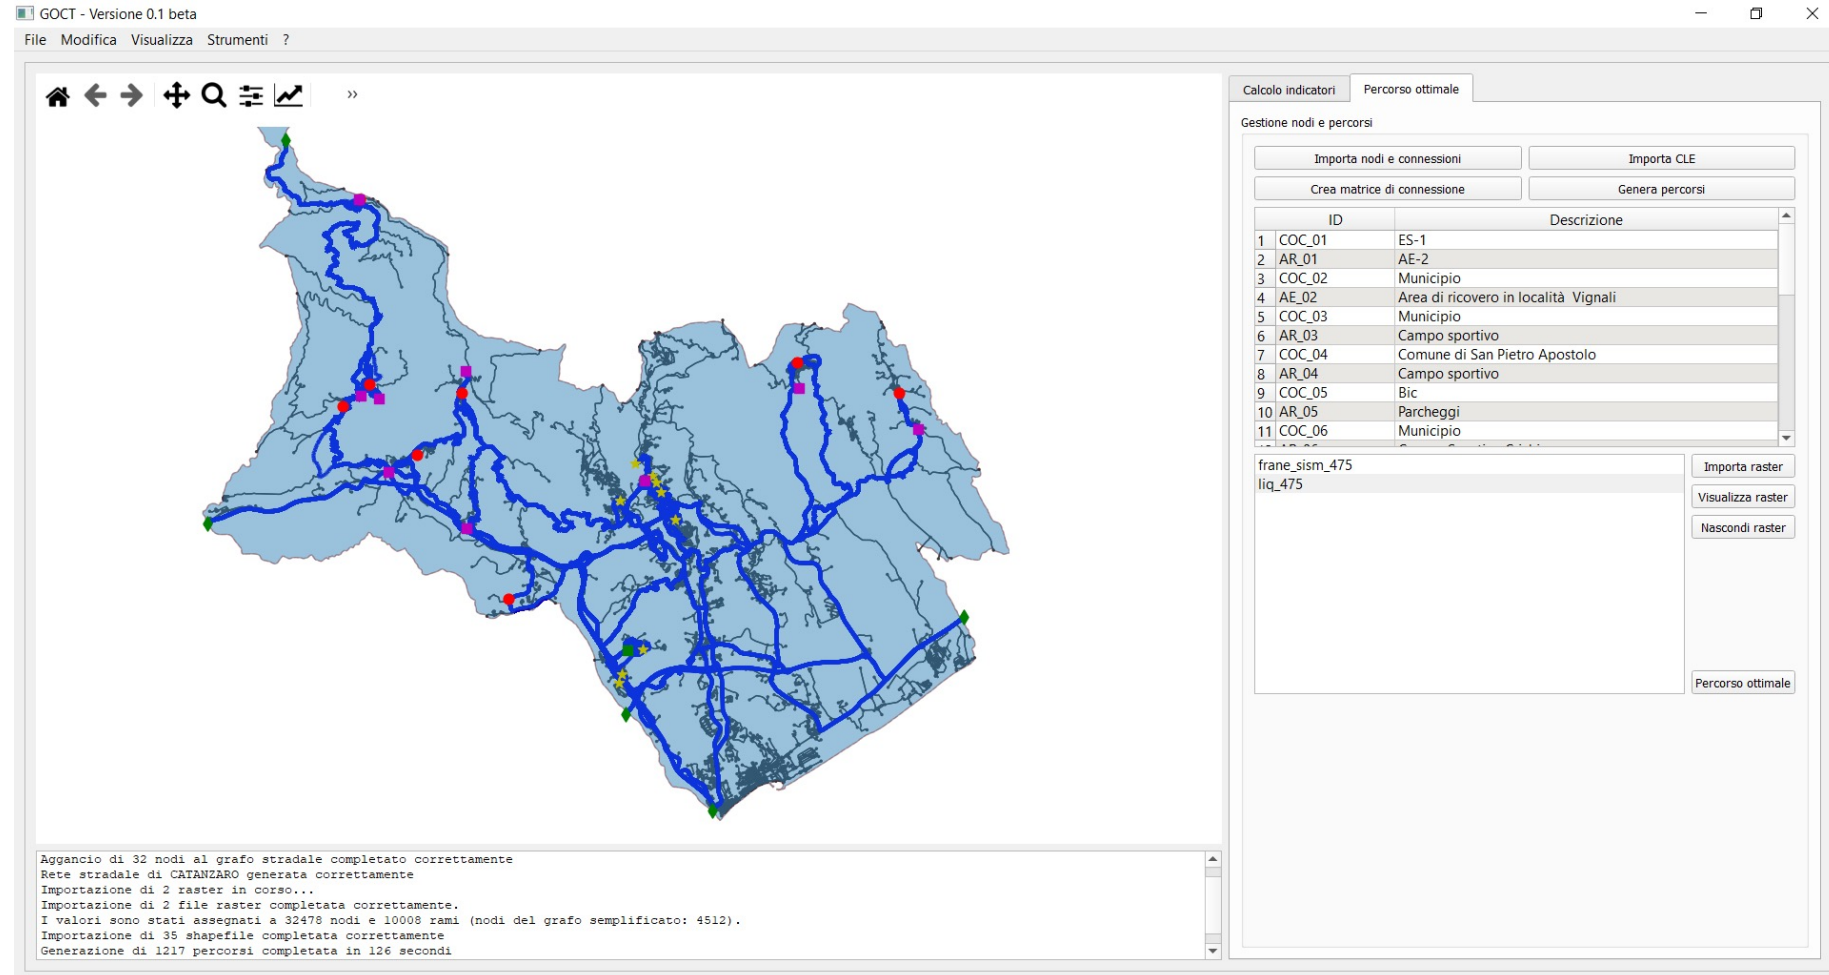 GOCT - Versione 0.1 beta
File Modifica Visualizza Strumenti ?
»
Calcolo indicatori Percorso ottimale
Gestione nodi e percorsi
Importa nodi e connessioni Importa CLE
Crea matrice di connessione Genera percorsi
ID Descrizione
1 COC_01 ES-1
2 AR_01 AE-2
3 COC_02 Municipio
4 AE_02 Area di ricovero in località Vignali
5 COC_03 Municipio
6 AR_03 Campo sportivo
7 COC_04 Comune di San Pietro Apostolo
8 AR_04 Campo sportivo
9 COC_05 Bic
10 AR_05 Parcheggi
11 COC_06 Municipio
frane_sism_475
liq_475
Importa raster
Visualizza raster
Nascondi raster
Percorso ottimale
Aggancio di 32 nodi al grafo stradale completato correttamente
Rete stradale di CATANZARO generata correttamente
Importazione di 2 raster in corso...
Importazione di 2 file raster completata correttamente.
I valori sono stati assegnati a 32478 nodi e 10008 rami (nodi del grafo semplificato: 4512).
Importazione di 35 shapefile completata correttamente
Generazione di 1217 percorsi completata in 126 secondi